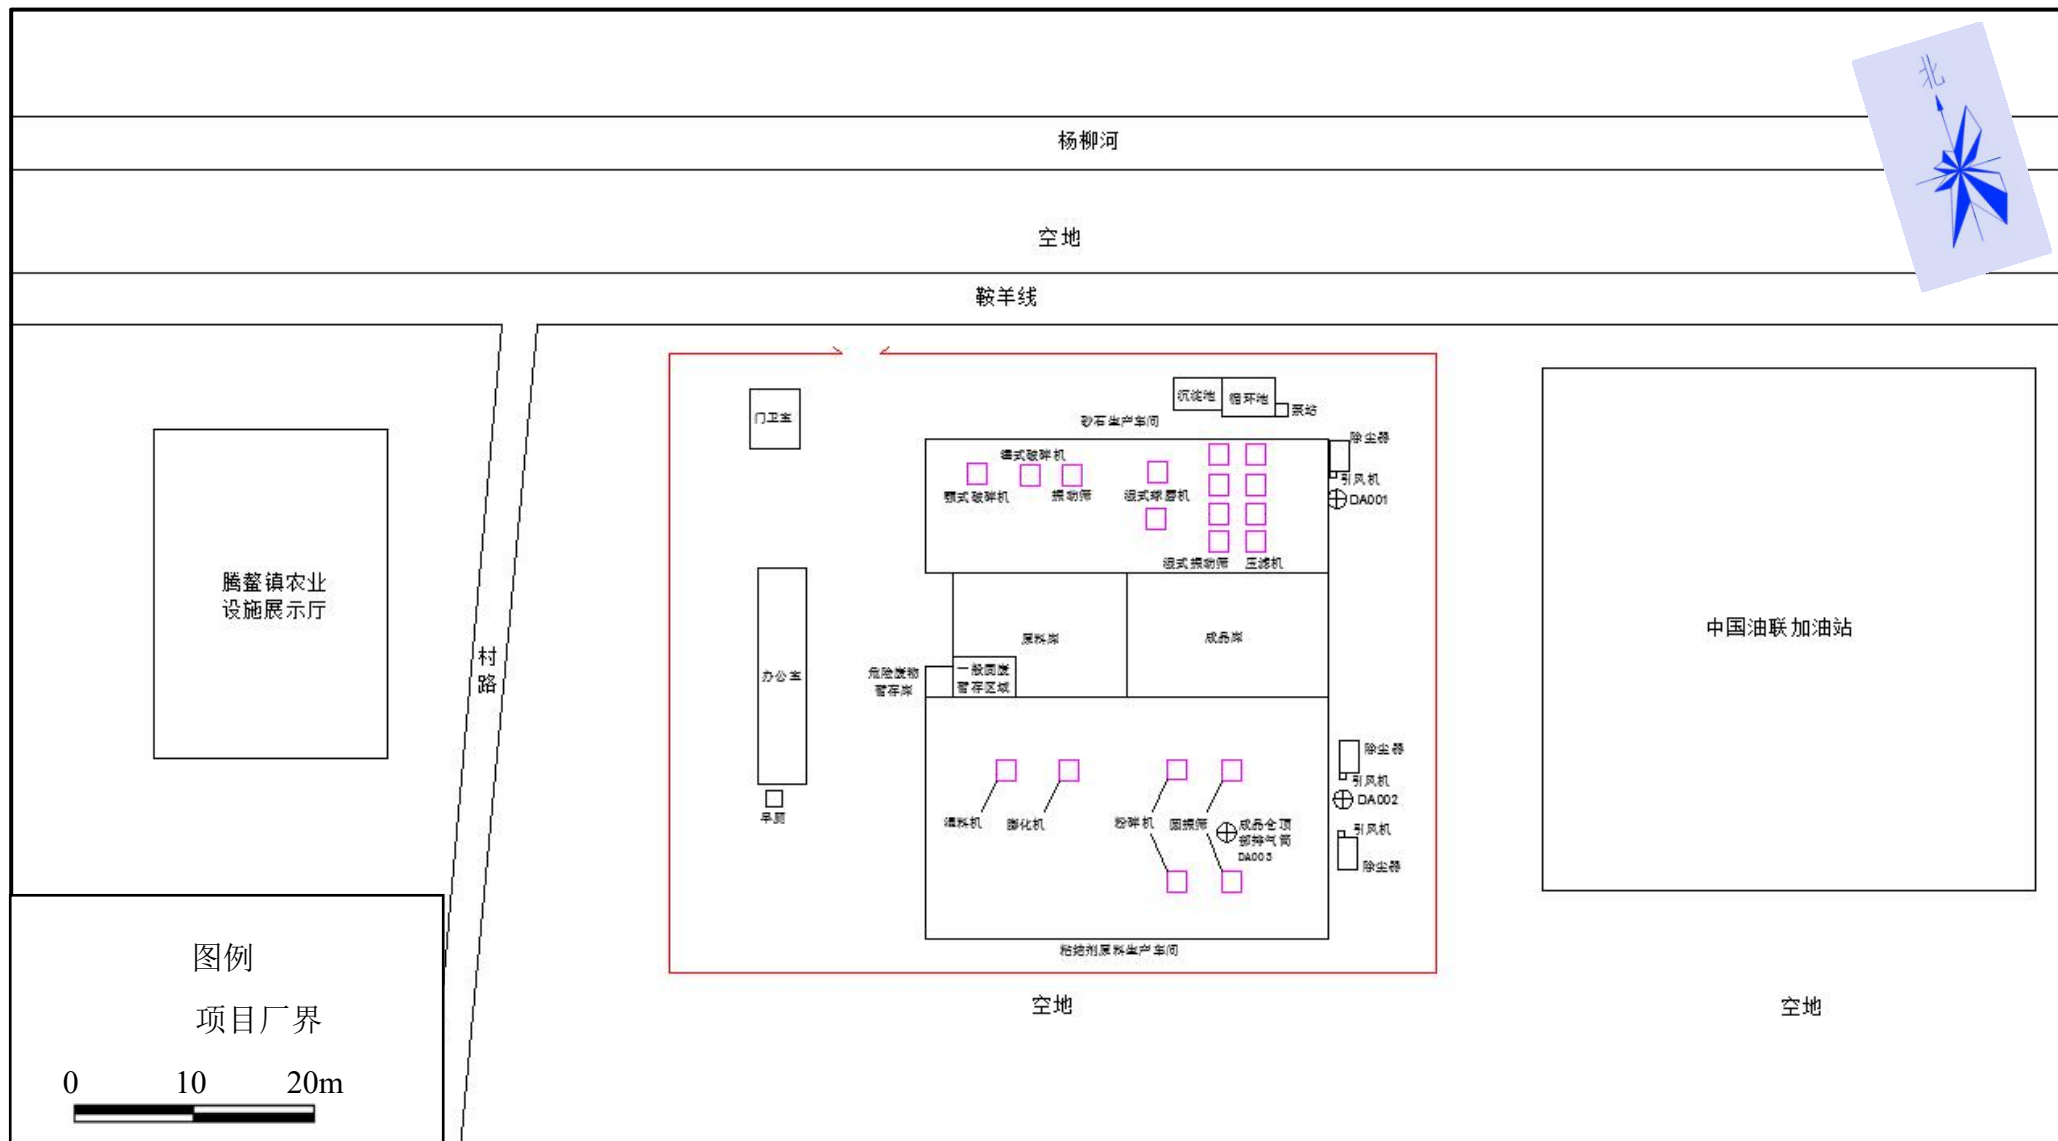 北
杨柳河
空地
鞍羊线
门卫室
沉淀池
循环池
泵站
砂石生产车间
除尘器
引风机
DA001
锤式破碎机
颚式破碎机
振动筛
湿式球磨机
湿式振动筛
压滤机
腾鳌镇农业
设施展示厅
村
路
办公室
旱厕
原料库
成品库
危险废物
暂存库
一般固废
暂存区域
中国油联加油站
除尘器
引风机
DA002
引风机
除尘器
膨化机
粉碎机
圆振筛
成品仓顶
部排气筒
DA003
粘结剂原料生产车间
空地
空地
图例
项目厂界
0
10
20m